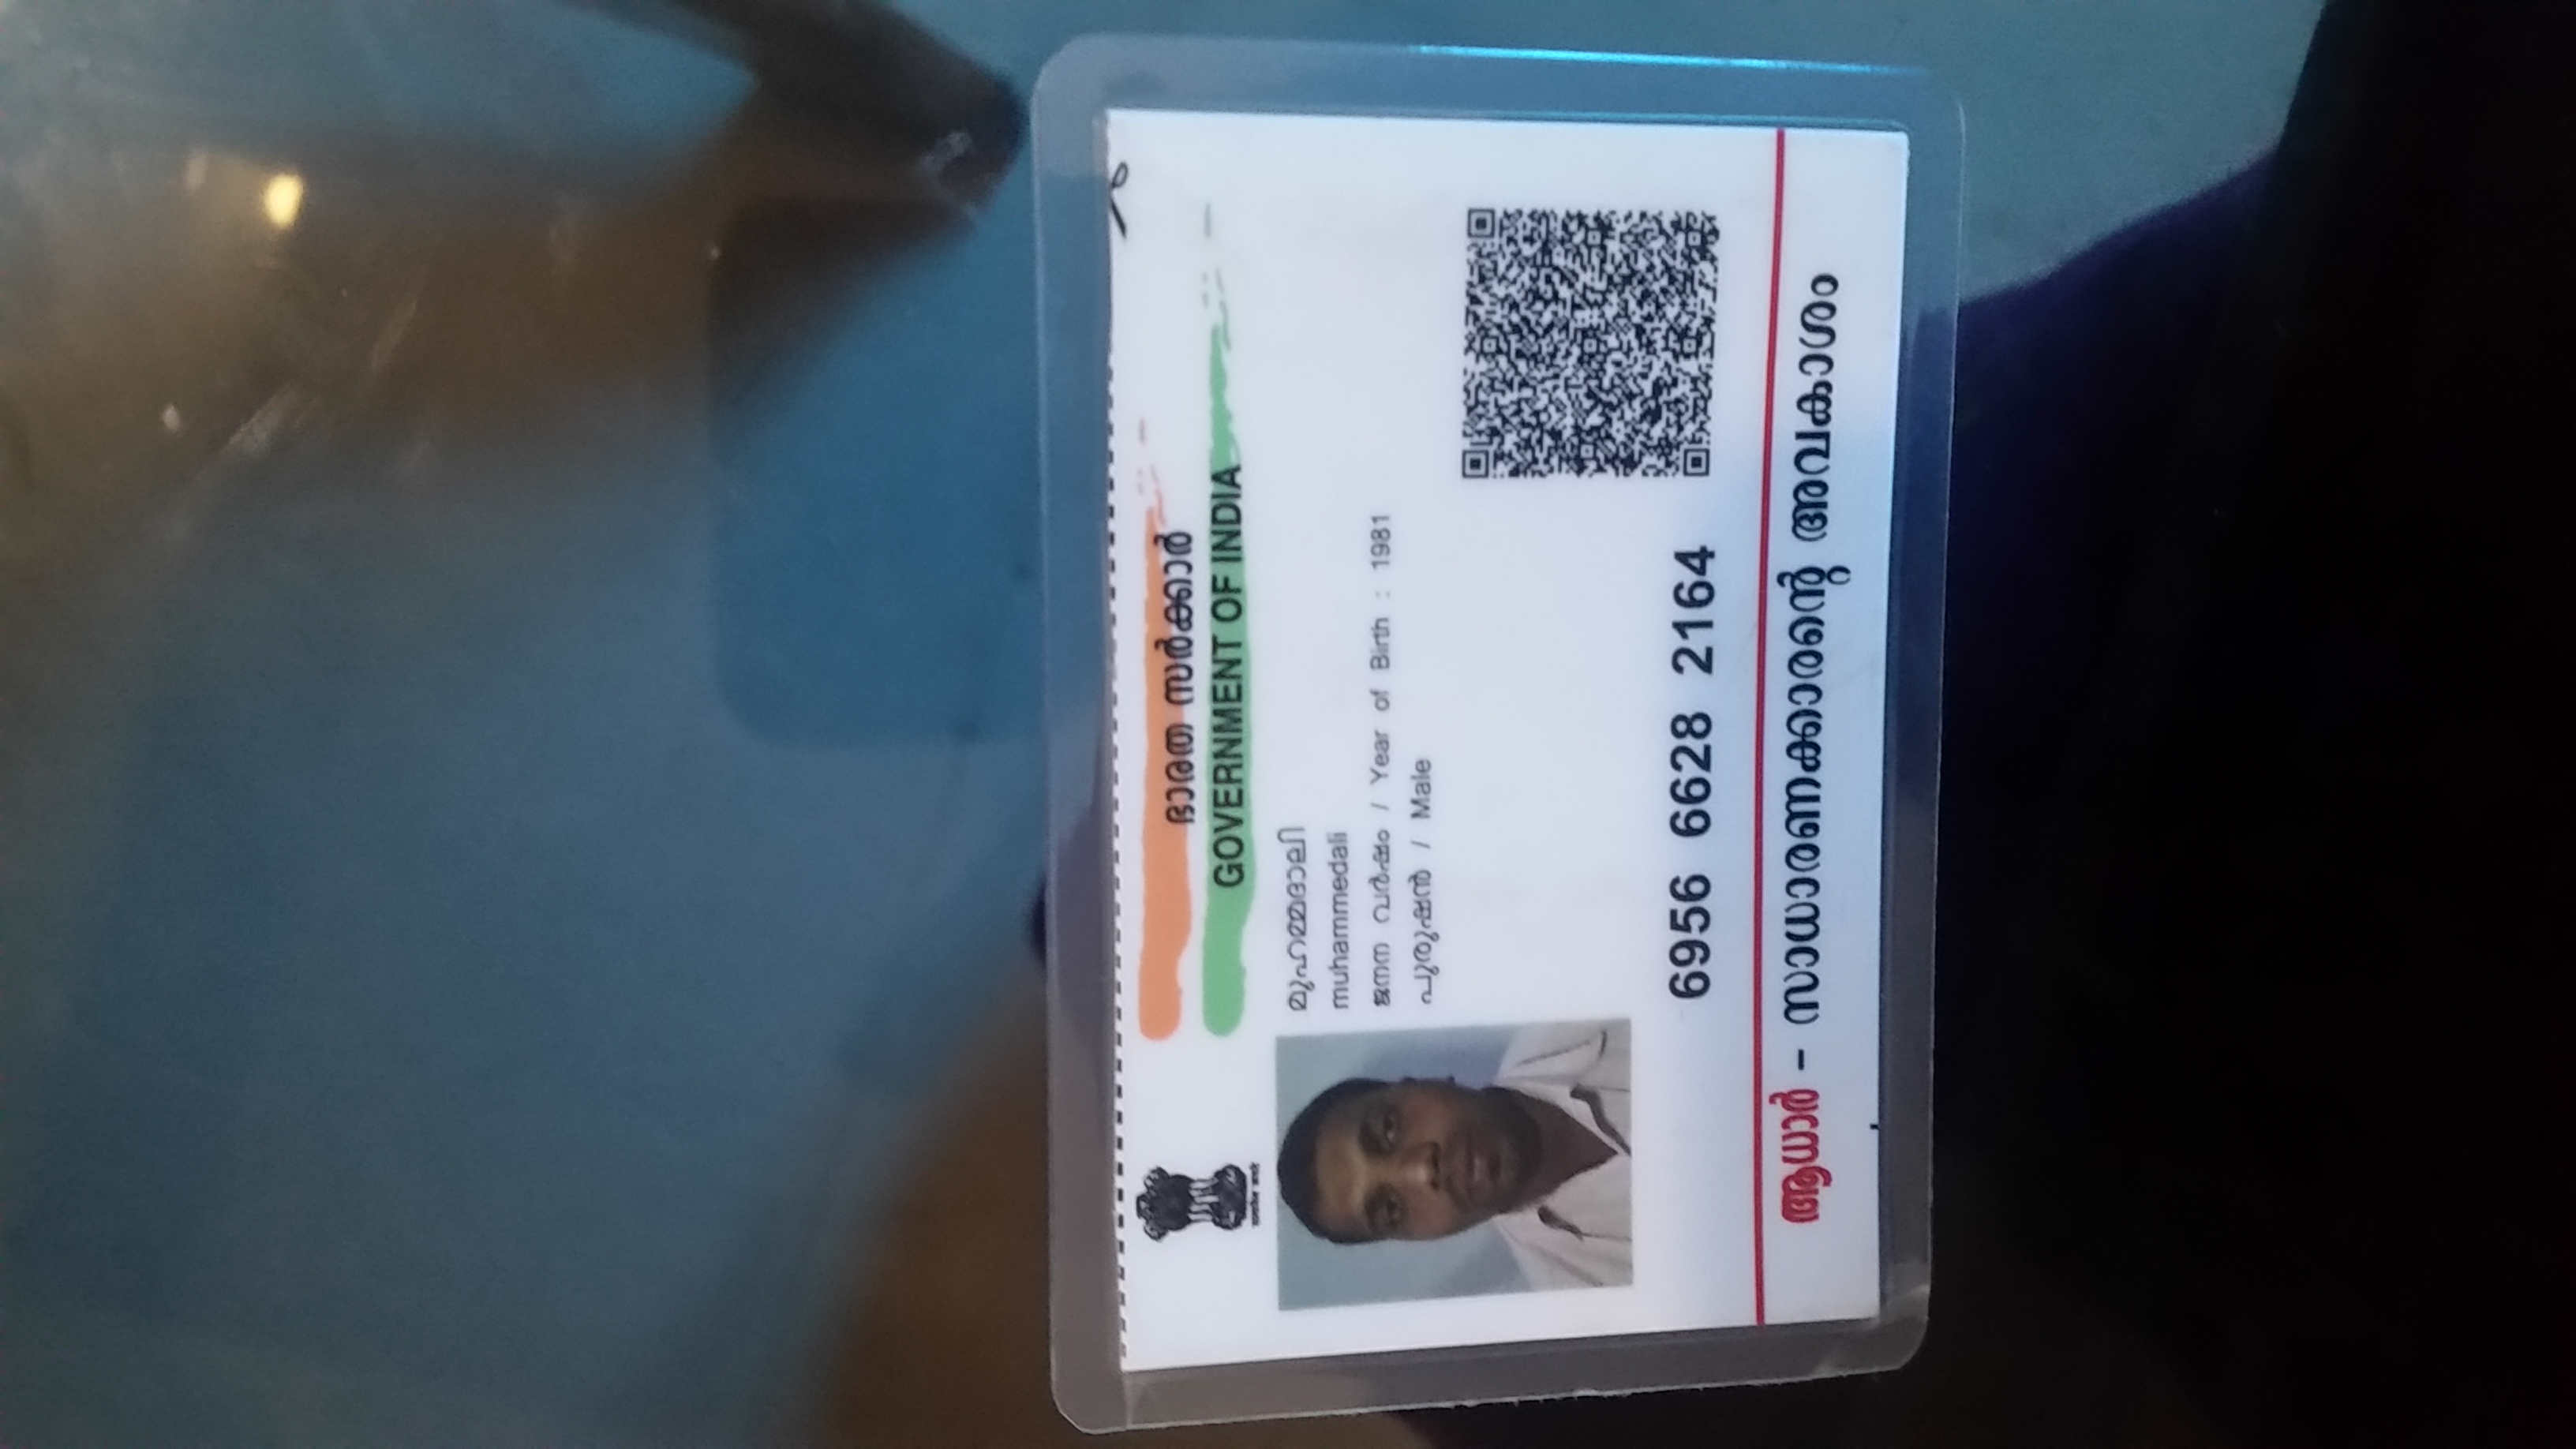 ഭാരത സർക്കാർ
GOVERNMENT OF INDIA
മുഹമ്മദാലി
muhammedali
ജനന വർഷം / Year of Birth : 1981
പുരുഷൻ / Male
6956 6628 2164
ആധാർ - സാധാരണക്കാരന്റെ അവകാശം